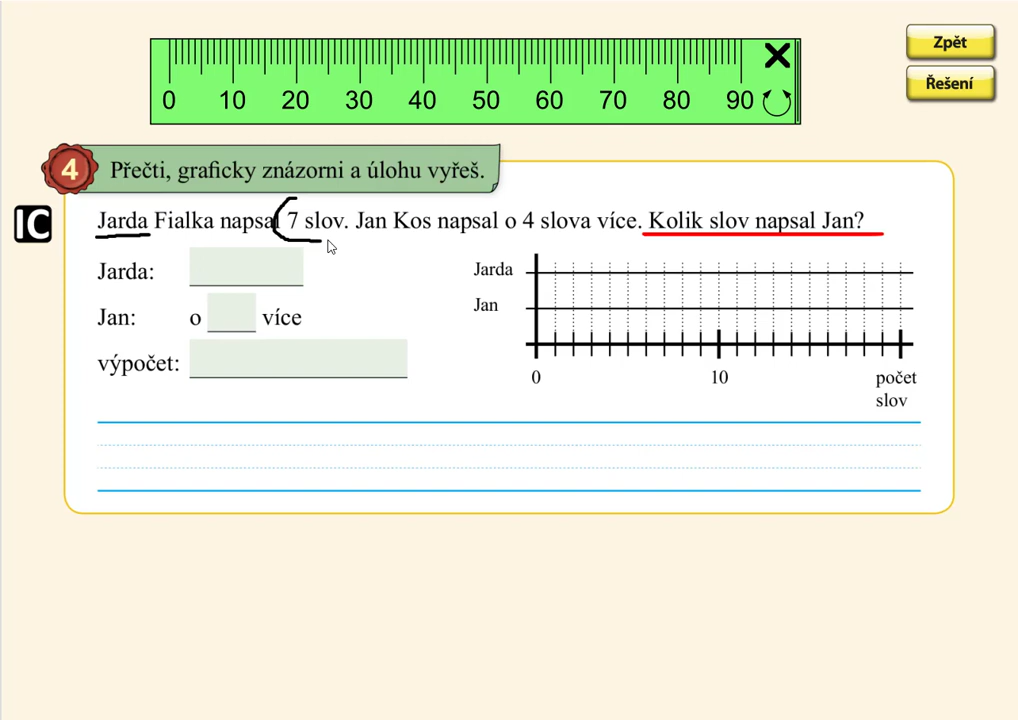 Zpět
Řešení
0 10 20 30 40 50 60 70 80 90
4 Přečti, graficky znázorni a úlohu vyřeš.
IC
Jarda Fialka napsal 7 slov. Jan Kos napsal o 4 slova více. Kolik slov napsal Jan?
Jarda:
Jan: o více
výpočet:
Jarda
Jan
0 10 počet
slov